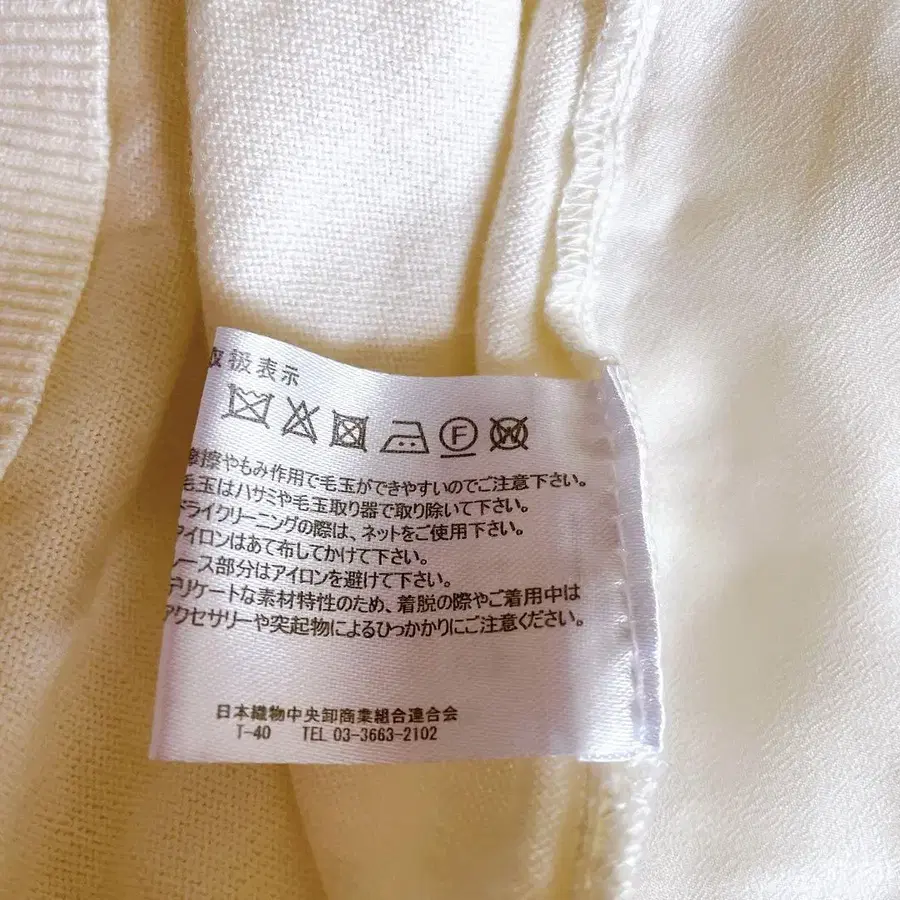 取扱表示
F W
摩擦やもみ作用で毛玉ができやすいのでご注意下さい。
毛玉はハサミや毛玉取り器で取り除いて下さい。
ドライクリーニングの際は、ネットをご使用下さい。
アイロンはあて布してかけて下さい。
レース部分はアイロンを避けて下さい。
デリケートな素材特性のため、着脱の際やご着用中は
アクセサリーや突起物によるひっかかりにご注意ください。
日本織物中央卸商業組合連合会
T-40 TEL 03-3663-2102